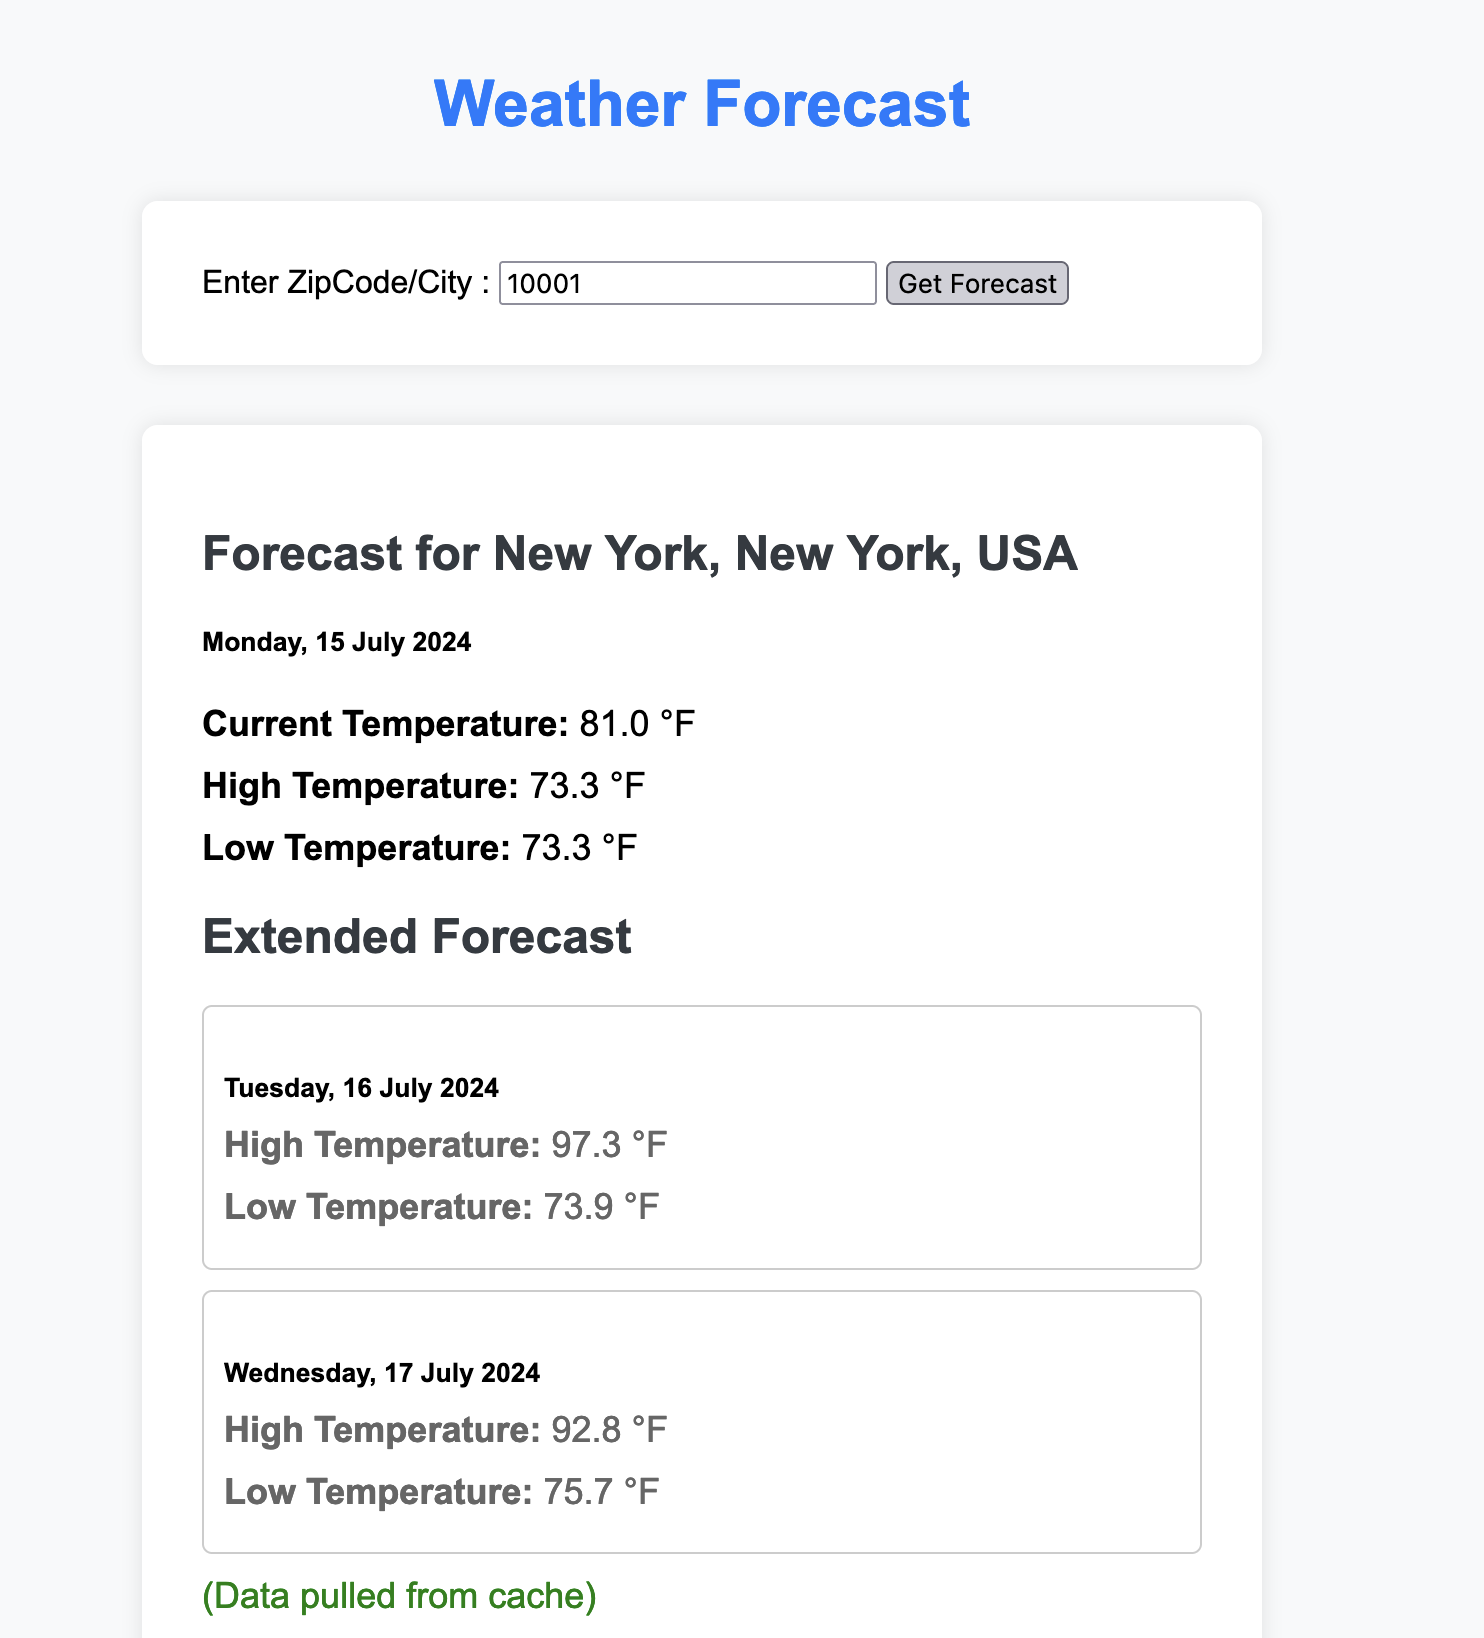 Weather Forecast
Enter ZipCode/City : 10001 Get Forecast
Forecast for New York, New York, USA
Monday, 15 July 2024
Current Temperature: 81.0 °F
High Temperature: 73.3 °F
Low Temperature: 73.3 °F
Extended Forecast
Tuesday, 16 July 2024
High Temperature: 97.3 °F
Low Temperature: 73.9 °F
Wednesday, 17 July 2024
High Temperature: 92.8 °F
Low Temperature: 75.7 °F
(Data pulled from cache)